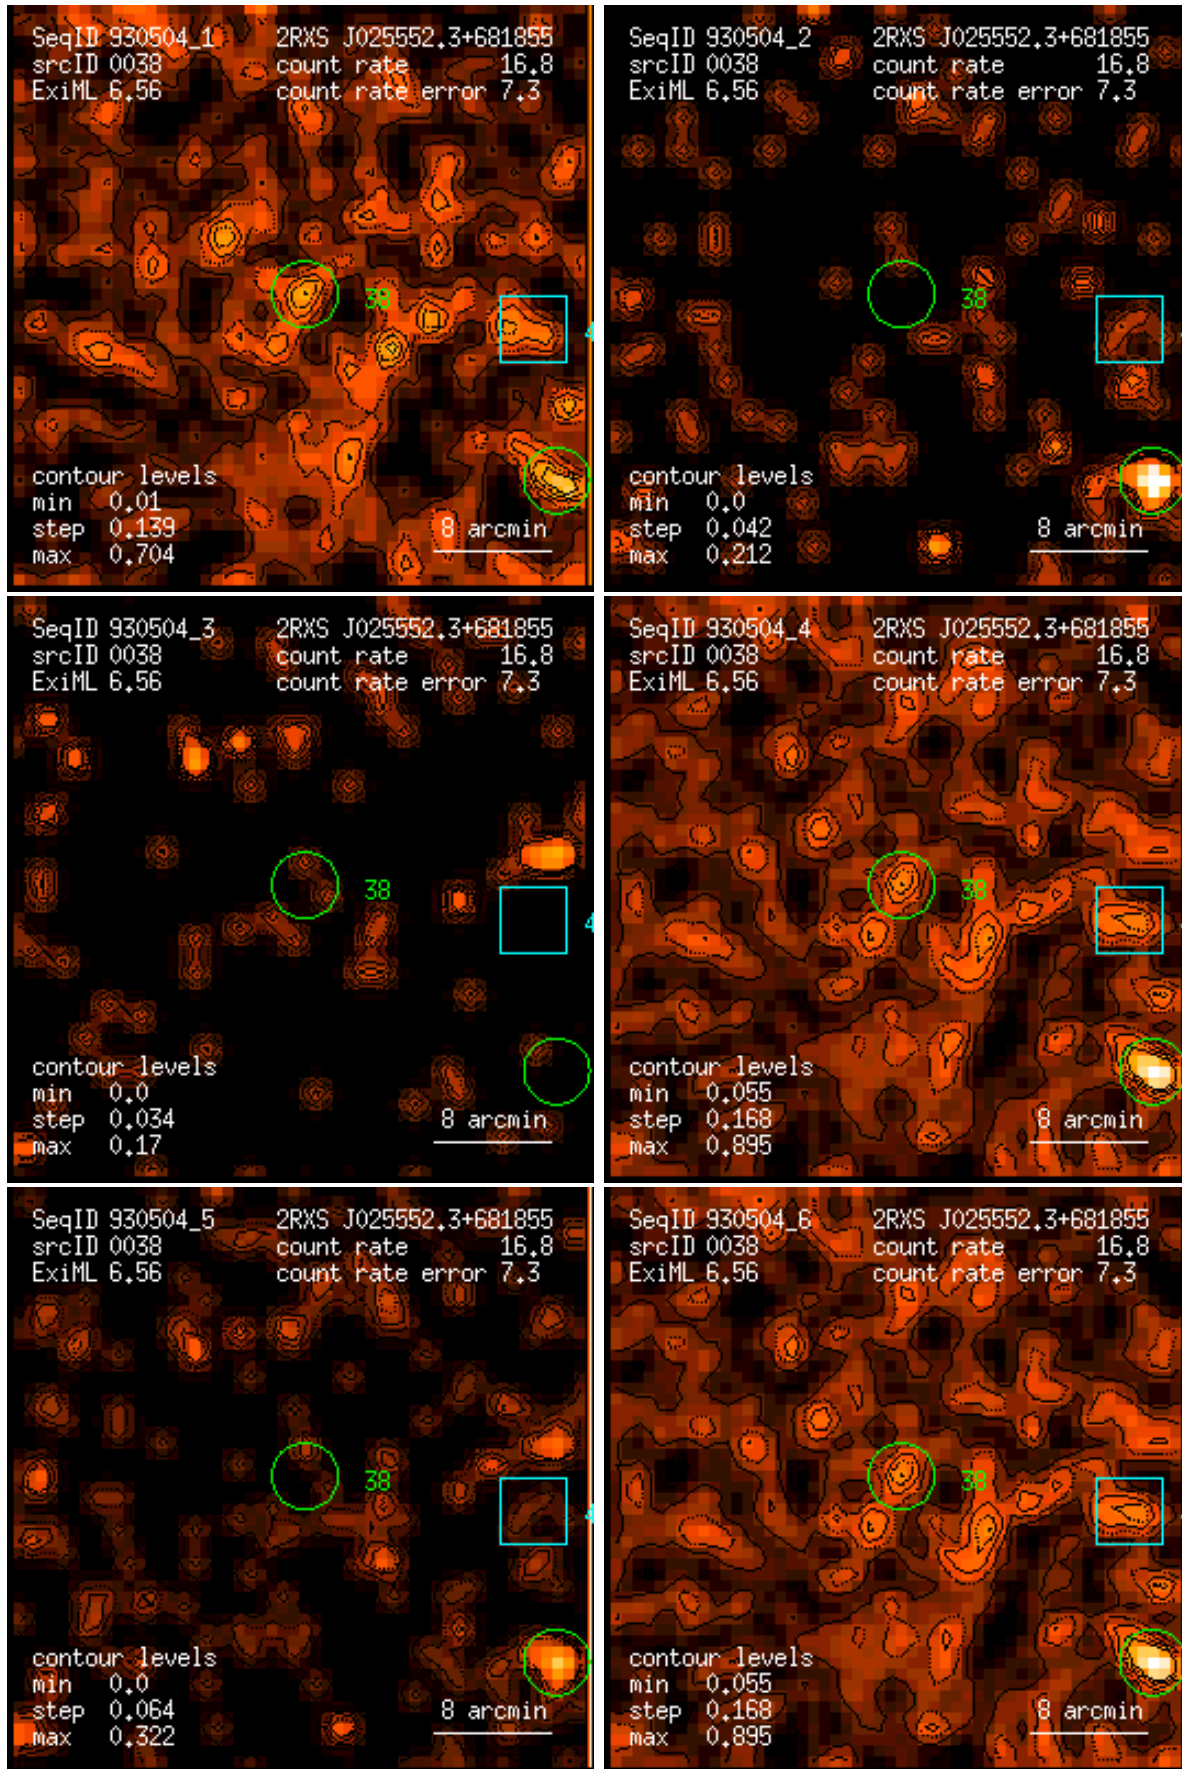 SeqID 930504_1 2RXS J025552.3+681855
srcID 0038 count rate 16.8
ExiML 6.56 count rate error 7.3
38
contour levels
min 0.01
step 0.139 8 arcmin
max 0.704
SeqID 930504_2 2RXS J025552.3+681855
srcID 0038 count rate 16.8
ExiML 6.56 count rate error 7.3
38
contour levels
min 0.0
step 0.042 8 arcmin
max 0.212
SeqID 930504_3 2RXS J025552.3+681855
srcID 0038 count rate 16.8
ExiML 6.56 count rate error 7.3
38
contour levels
min 0.0
step 0.034 8 arcmin
max 0.17
SeqID 930504_4 2RXS J025552.3+681855
srcID 0038 count rate 16.8
ExiML 6.56 count rate error 7.3
38
contour levels
min 0.055
step 0.168 8 arcmin
max 0.895
SeqID 930504_5 2RXS J025552.3+681855
srcID 0038 count rate 16.8
ExiML 6.56 count rate error 7.3
38
contour levels
min 0.0
step 0.064 8 arcmin
max 0.322
SeqID 930504_6 2RXS J025552.3+681855
srcID 0038 count rate 16.8
ExiML 6.56 count rate error 7.3
38
contour levels
min 0.055
step 0.168 8 arcmin
max 0.895